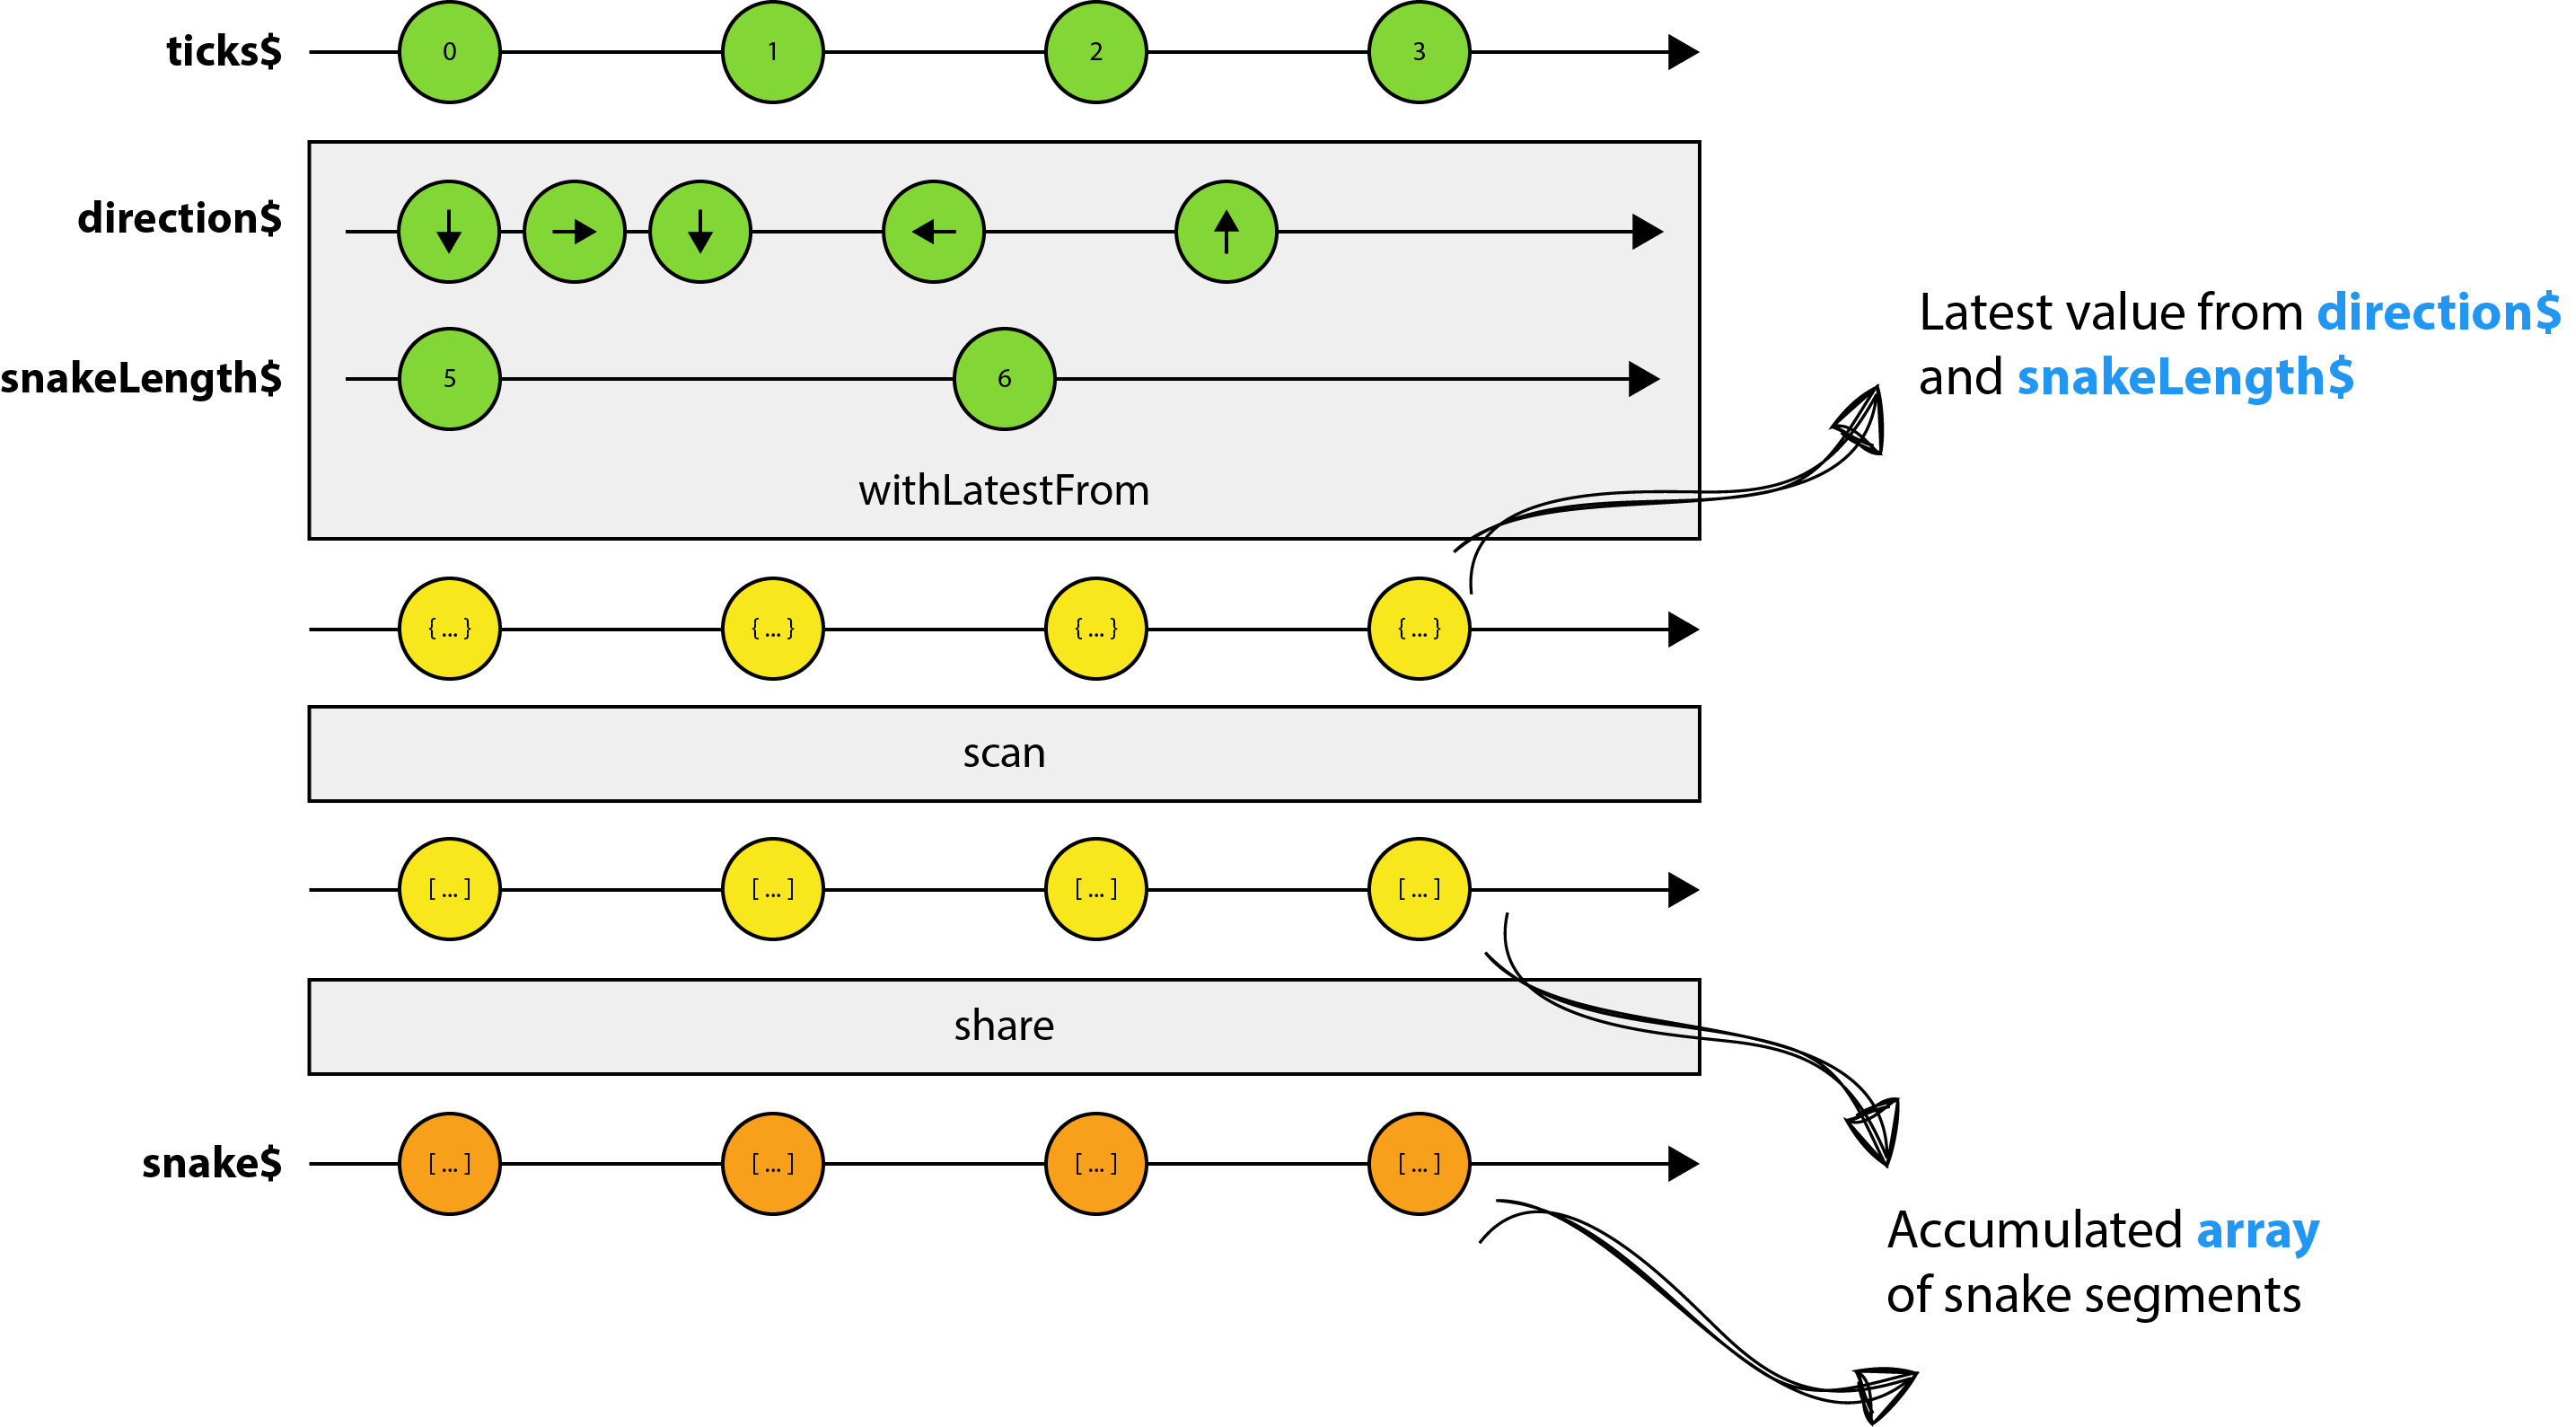 ticks$
0 1 2 3
direction$
snakeLength$
5 6
withLatestFrom
Latest value from direction$
and snakeLength$
{ ... } { ... } { ... } { ... }
scan
[ ... ] [ ... ] [ ... ] [ ... ]
share
snake$
[ ... ] [ ... ] [ ... ] [ ... ]
Accumulated array
of snake segments